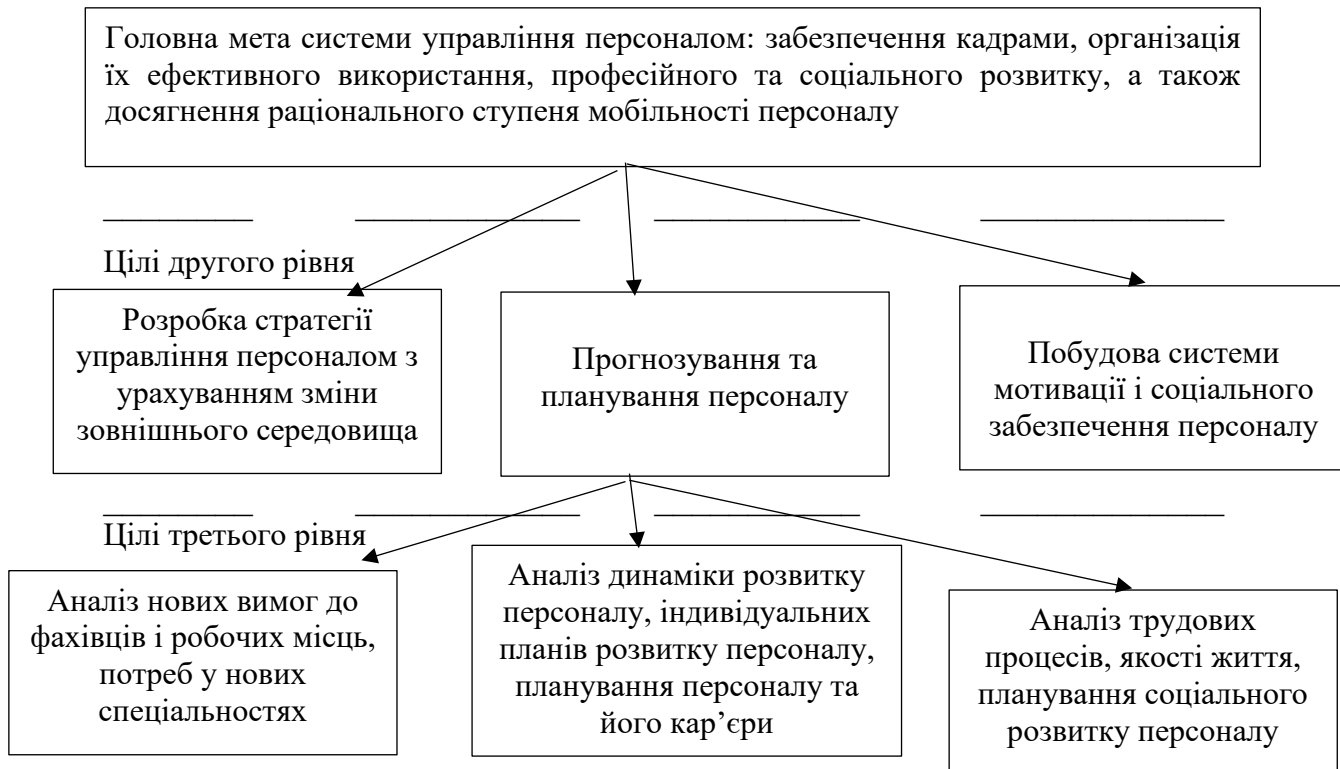 Головна мета системи управління персоналом: забезпечення кадрами, організація
їх ефективного використання, професійного та соціального розвитку, а також
досягнення раціонального ступеня мобільності персоналу
Цілі другого рівня
Розробка стратегії
управління персоналом з
урахуванням зміни
зовнішнього середовища
Прогнозування та
планування персоналу
Побудова системи
мотивації і соціального
забезпечення персоналу
Цілі третього рівня
Аналіз нових вимог до
фахівців і робочих місць,
потреб у нових
спеціальностях
Аналіз динаміки розвитку
персоналу, індивідуальних
планів розвитку персоналу,
планування персоналу та
його кар’єри
Аналіз трудових
процесів, якості життя,
планування соціального
розвитку персоналу